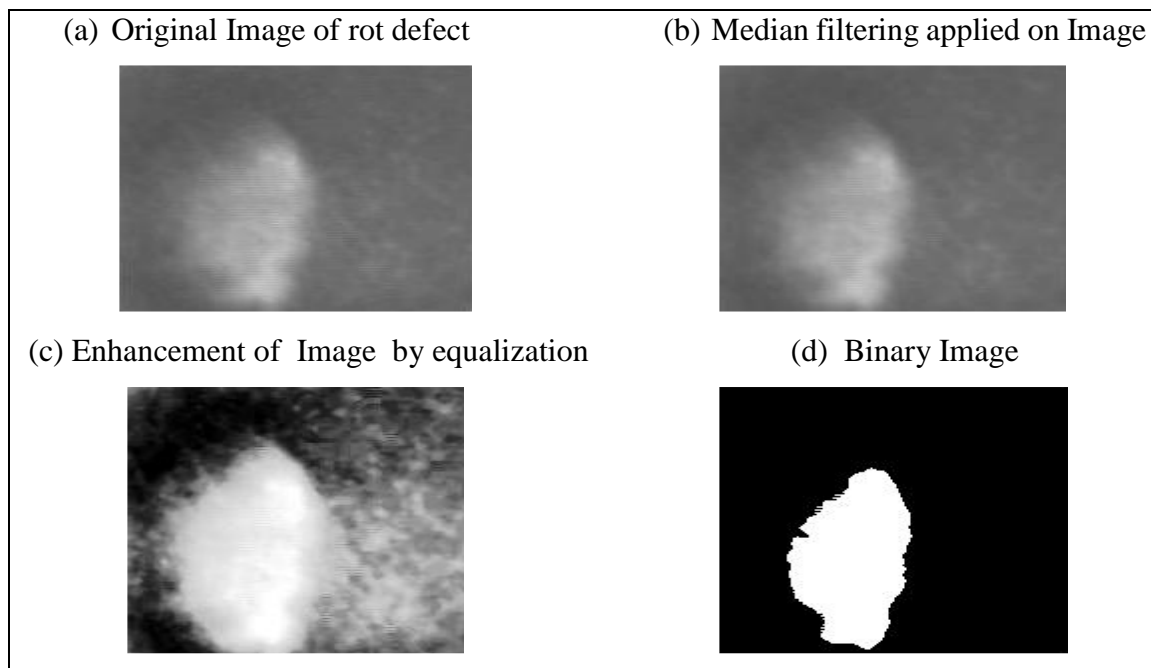 (a) Original Image of rot defect
(b) Median filtering applied on Image
(c) Enhancement of Image by equalization
(d) Binary Image